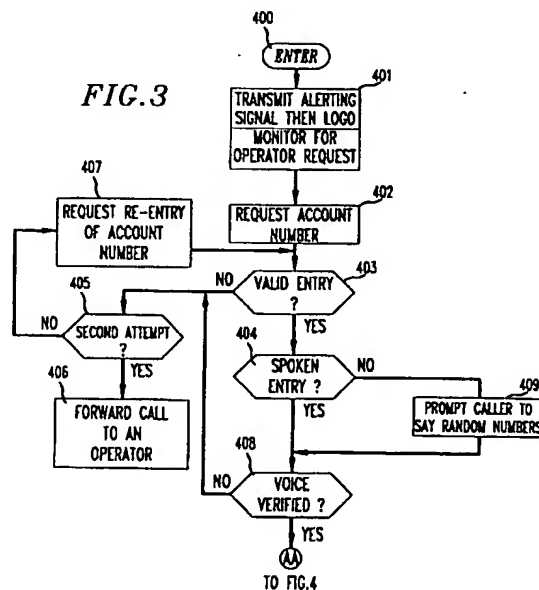 400
ENTER
FIG.3
401
TRANSMIT ALERTING
SIGNAL THEN LOGO
MONITOR FOR
OPERATOR REQUEST
407
REQUEST RE-ENTRY
OF ACCOUNT
NUMBER
402
REQUEST ACCOUNT
NUMBER
403
NO
VALID ENTRY
?
YES
405
NO
SECOND ATTEMPT
?
YES
404
SPOKEN
ENTRY ?
NO
YES
406
FORWARD CALL
TO AN
OPERATOR
409
PROMPT CALLER TO
SAY RANDOM NUMBERS
408
NO
VOICE
VERIFIED ?
YES
AA
TO FIG.4